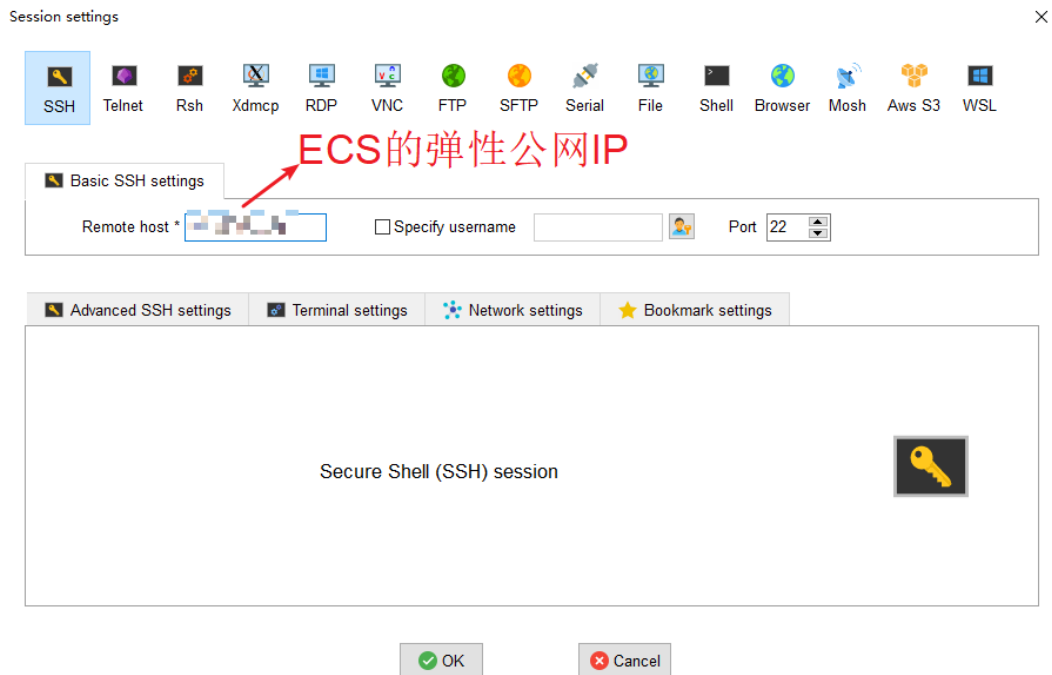 Session settings
SSH Telnet Rsh Xdmcp RDP VNC FTP SFTP Serial File Shell Browser Mosh Aws S3 WSL
ECS的弹性公网IP
Basic SSH settings
Remote host * Specify username Port 22
Advanced SSH settings Terminal settings Network settings Bookmark settings
Secure Shell (SSH) session
OK Cancel